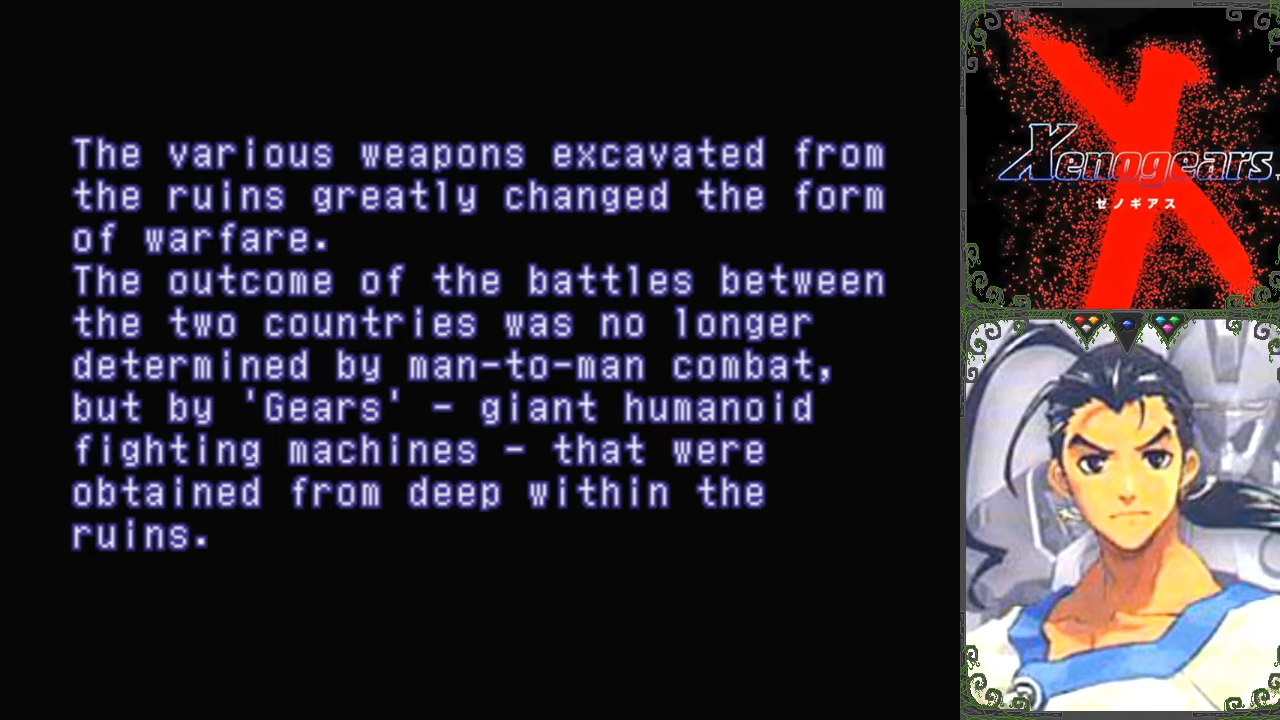 The various weapons excavated from
the ruins greatly changed the form
of warfare.
The outcome of the battles between
the two countries was no longer
determined by man-to-man combat,
but by 'Gears' - giant humanoid
fighting machines - that were
obtained from deep within the
ruins.
Xenogears
ゼノギアス